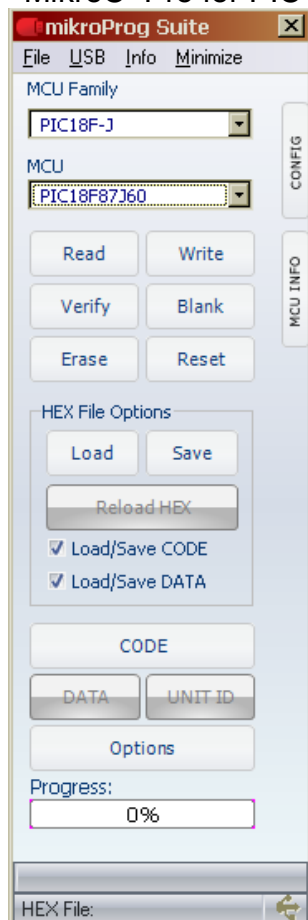 mikroProg Suite
File USB Info Minimize
MCU Family
PIC18F-J
MCU
PIC18F87J60
CONFIG
MCU INFO
Read Write
Verify Blank
Erase Reset
HEX File Options
Load Save
Reload HEX
Load/Save CODE
Load/Save DATA
CODE
DATA UNIT ID
Options
Progress:
0%
HEX File: